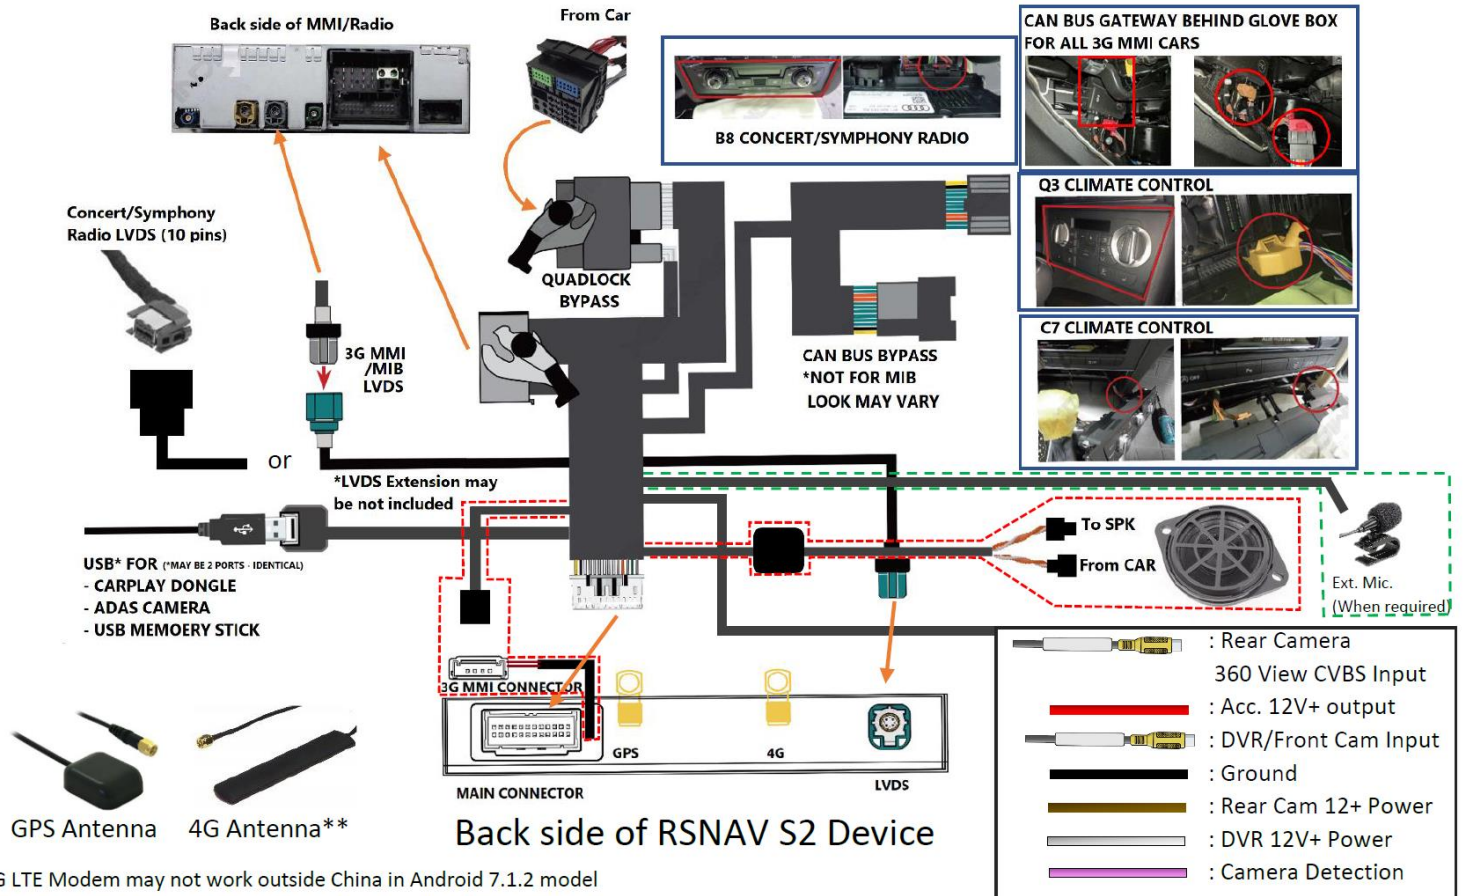 Back side of MMI/Radio
From Car
CAN BUS GATEWAY BEHIND GLOVE BOX
FOR ALL 3G MMI CARS
B8 CONCERT/SYMPHONY RADIO
Q3 CLIMATE CONTROL
Concert/Symphony
Radio LVDS (10 pins)
QUADLOCK
BYPASS
C7 CLIMATE CONTROL
3G MMI
/MIB
LVDS
CAN BUS BYPASS
*NOT FOR MIB
LOOK MAY VARY
or
*LVDS Extension may
be not included
To SPK
From CAR
USB* FOR (*MAY BE 2 PORTS - IDENTICAL)
- CARPLAY DONGLE
- ADAS CAMERA
- USB MEMOERY STICK
Ext. Mic.
(When required)
: Rear Camera
360 View CVBS Input
: Acc. 12V+ output
: DVR/Front Cam Input
: Ground
: Rear Cam 12+ Power
: DVR 12V+ Power
: Camera Detection
3G MMI CONNECTOR
GPS
4G
LVDS
MAIN CONNECTOR
GPS Antenna
4G Antenna**
Back side of RSNAV S2 Device
G LTE Modem may not work outside China in Android 7.1.2 model